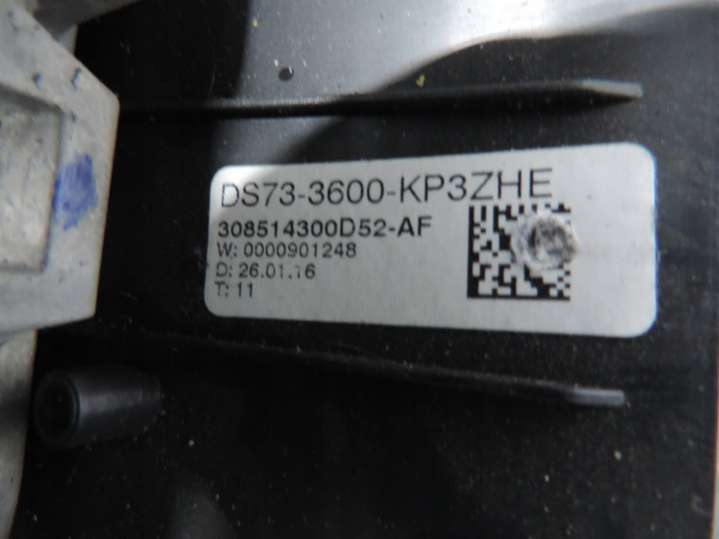 DS73-3600-KP3ZHE
308514300D52-AF
W: 0000901248
D: 26.01.16
T: 11